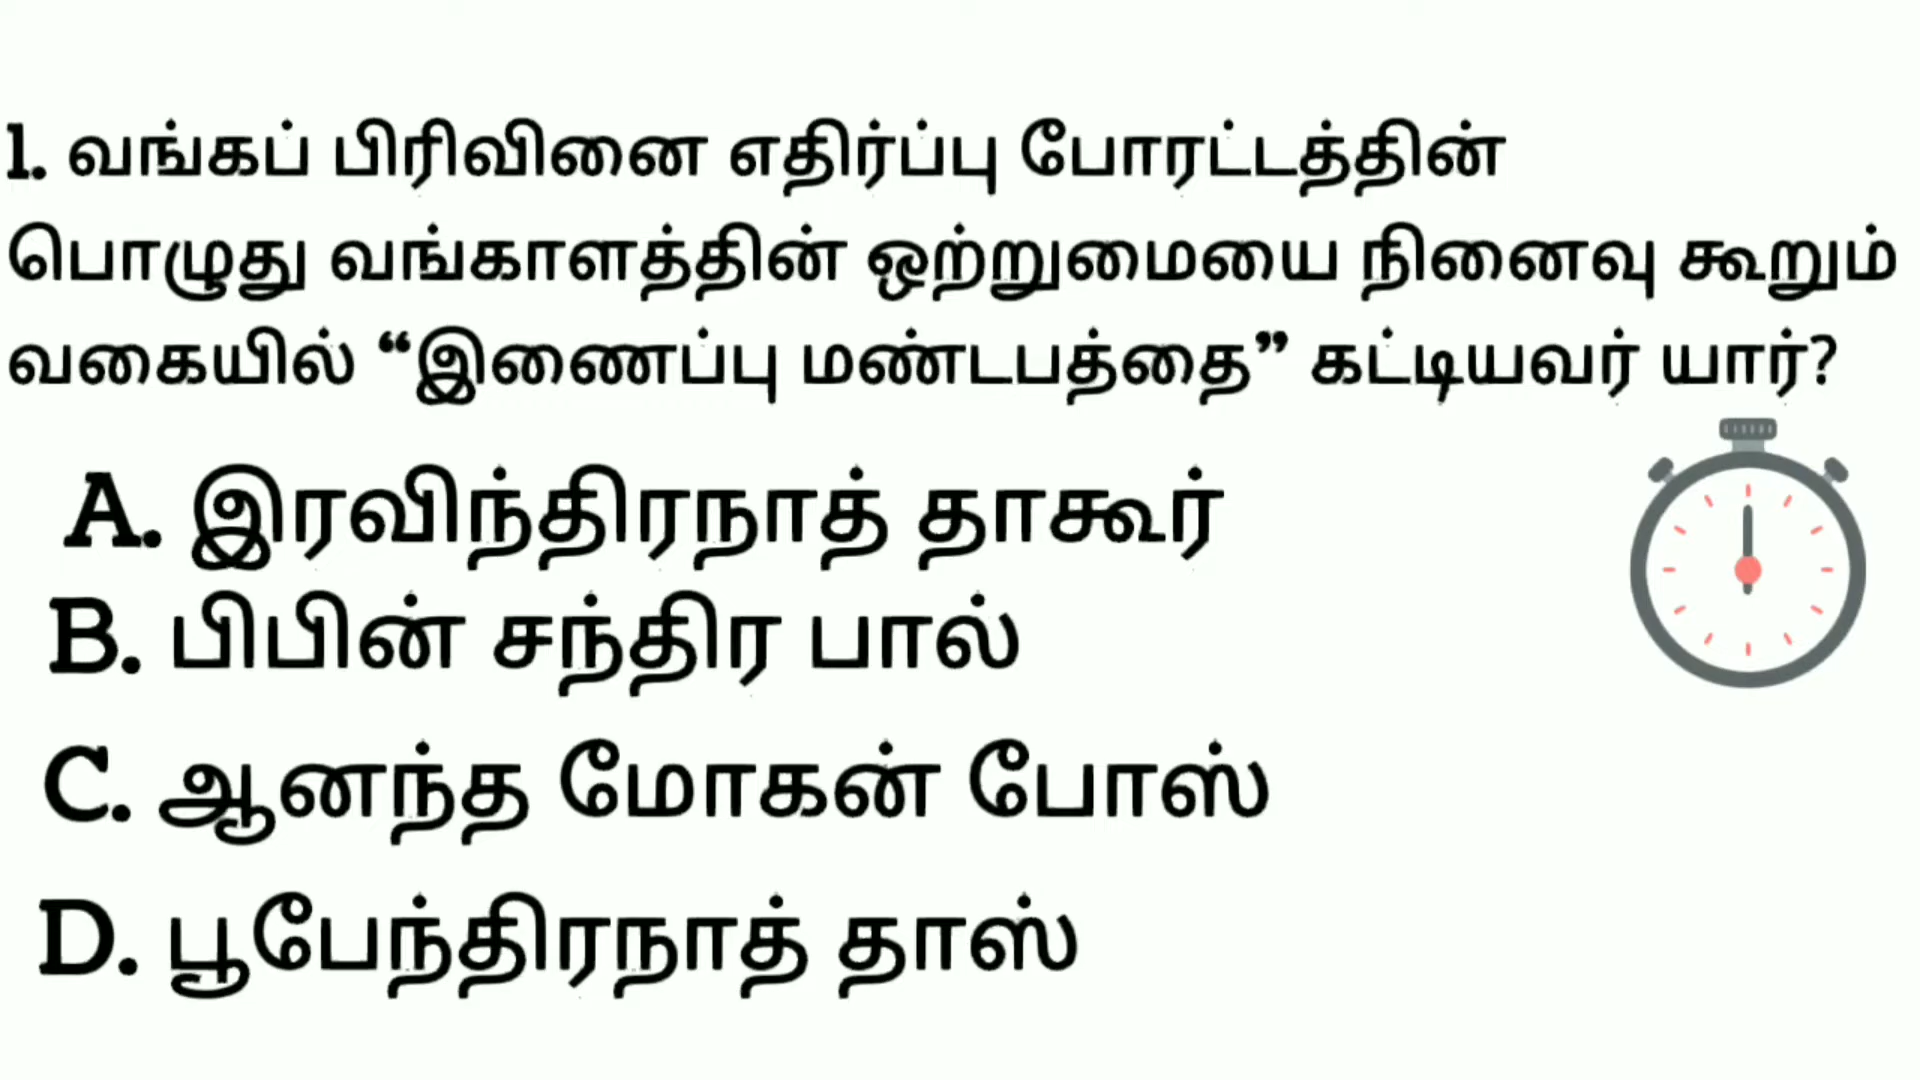 1. வங்கப் பிரிவினை எதிர்ப்பு போரட்டத்தின்
பொழுது வங்காளத்தின் ஒற்றுமையை நினைவு கூறும்
வகையில் “இணைப்பு மண்டபத்தை” கட்டியவர் யார்?
A. இரவிந்திரநாத் தாகூர்
B. பிபின் சந்திர பால்
C. ஆனந்த மோகன் போஸ்
D. பூபேந்திரநாத் தாஸ்